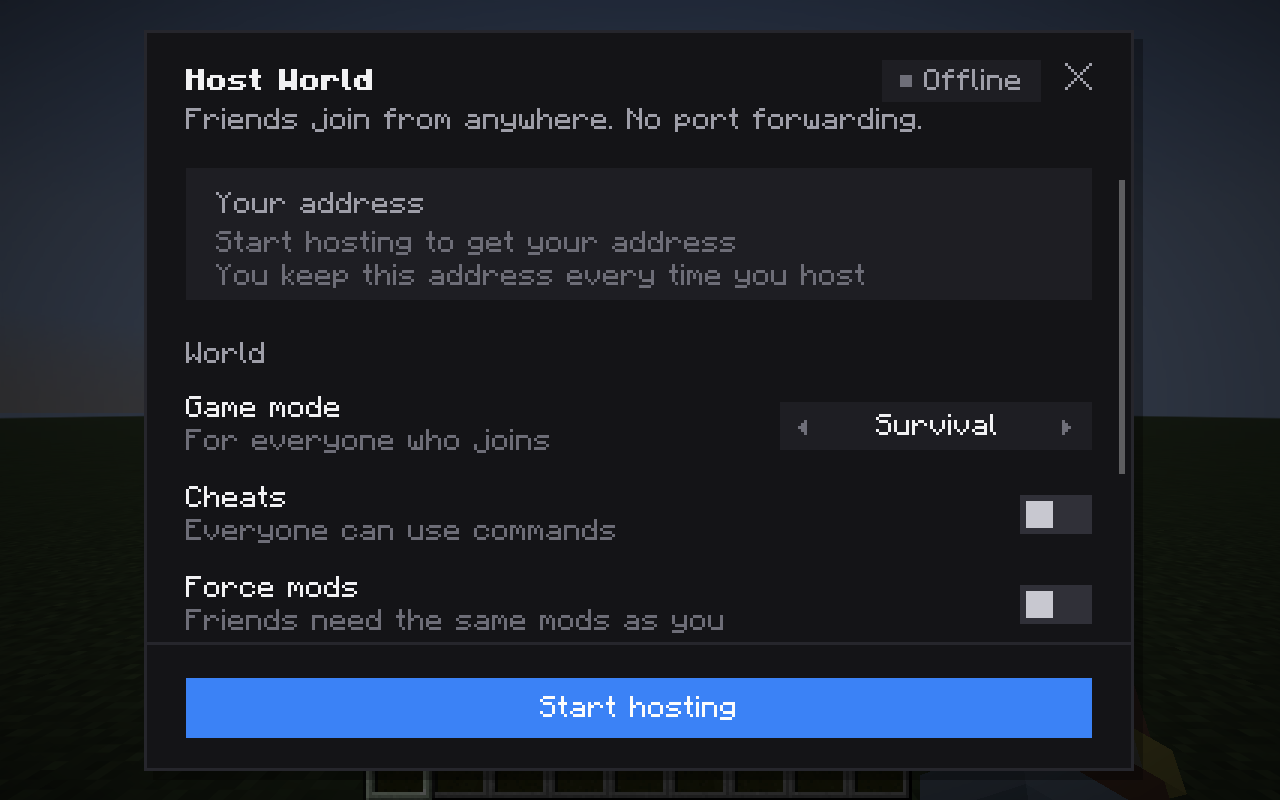 Host World
Offline
Friends join from anywhere. No port forwarding.
Your address
Start hosting to get your address
You keep this address every time you host
World
Game mode
For everyone who joins
Survival
Cheats
Everyone can use commands
Force mods
Friends need the same mods as you
Start hosting